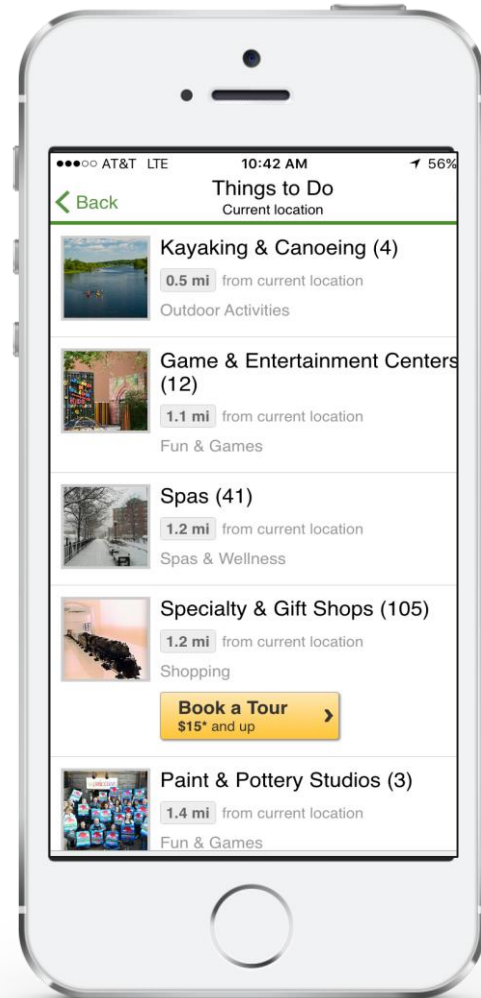 ●●●○○ AT&T LTE 10:42 AM 56%
Back
Things to Do
Current location
Kayaking & Canoeing (4)
0.5 mi from current location
Outdoor Activities
Game & Entertainment Centers
(12)
1.1 mi from current location
Fun & Games
Spas (41)
1.2 mi from current location
Spas & Wellness
Specialty & Gift Shops (105)
1.2 mi from current location
Shopping
Book a Tour
$15* and up
Paint & Pottery Studios (3)
1.4 mi from current location
Fun & Games